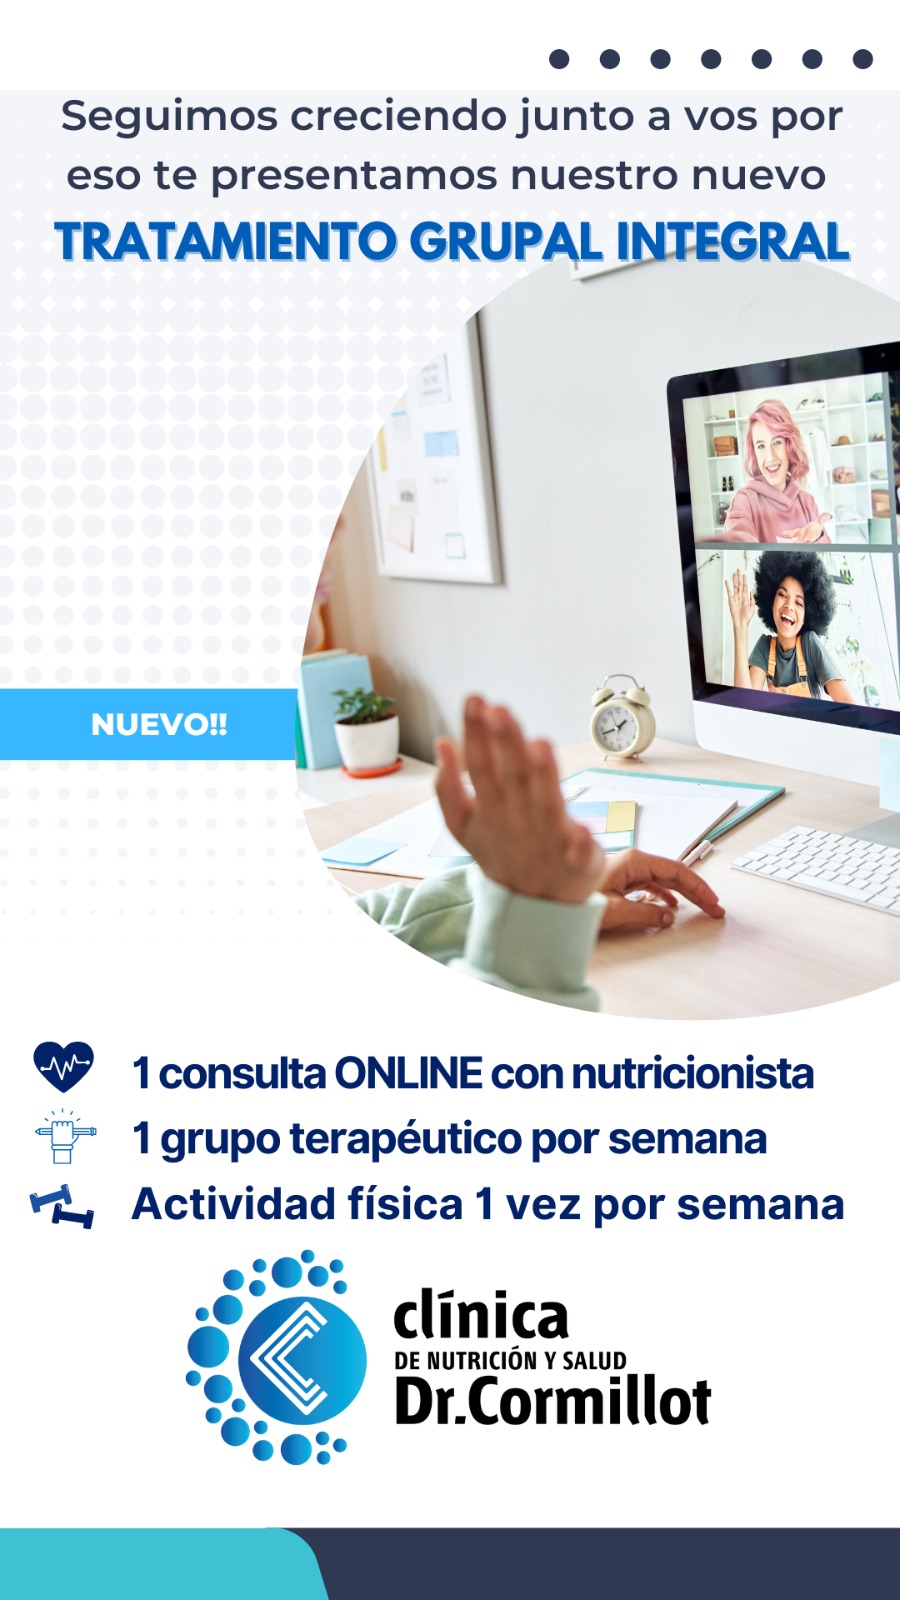 Seguimos creciendo junto a vos por
eso te presentamos nuestro nuevo
TRATAMIENTO GRUPAL INTEGRAL
NUEVO!!
1 consulta ONLINE con nutricionista
1 grupo terapéutico por semana
Actividad física 1 vez por semana
clínica
DE NUTRICIÓN Y SALUD
Dr.Cormillot